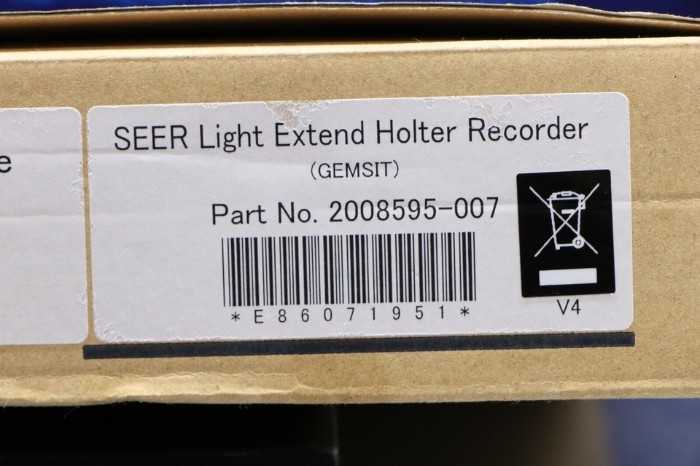 e
SEER Light Extend Holter Recorder
(GEMSIT)
Part No. 2008595-007
*E86071951*
V4